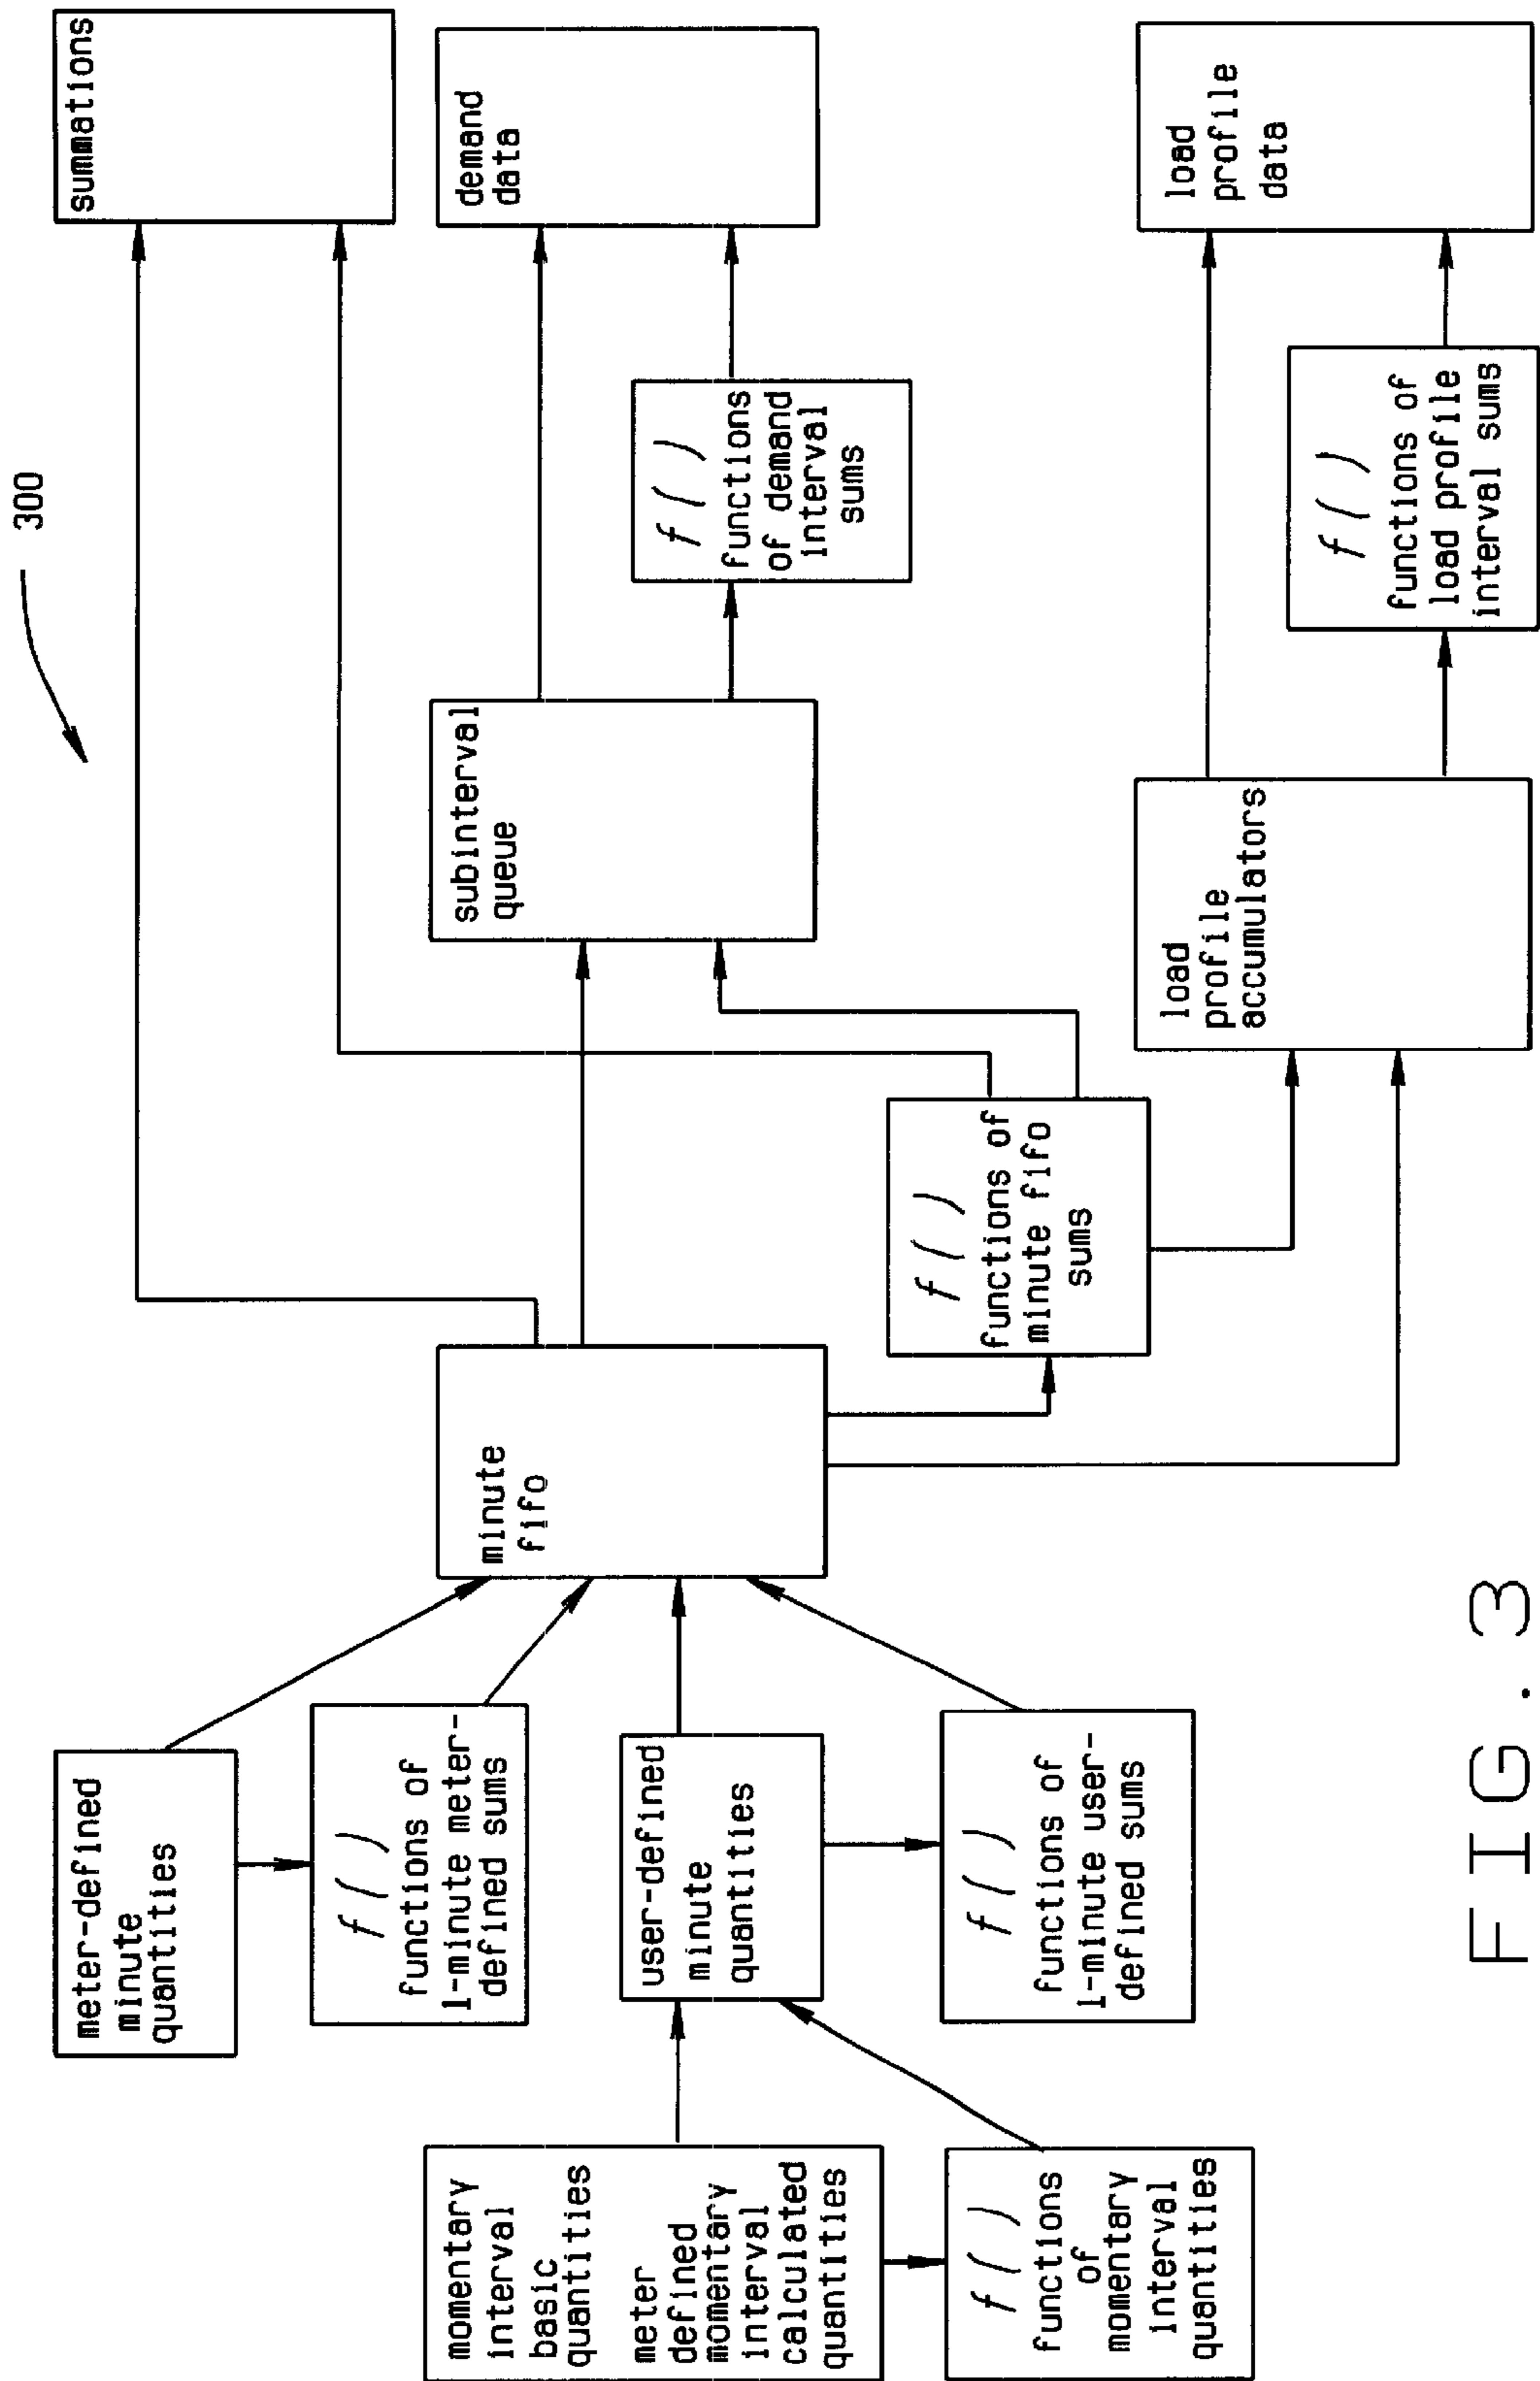 300
momentary
interval
basic
quantities
meter
defined
momentary
interval
calculated
quantities
f()
functions
of
momentary
interval
quantities
meter-defined
minute
quantities
f()
functions of
1-minute meter-
defined sums
user-defined
minute
quantities
f()
functions of
1-minute user-
defined sums
minute
fifo
f()
functions of
minute fifo
sums
summations
subinterval
queue
f()
functions
of demand
interval
sums
demand
data
load
profile
accumulators
f()
functions of
load profile
interval sums
load
profile
data
FIG.3